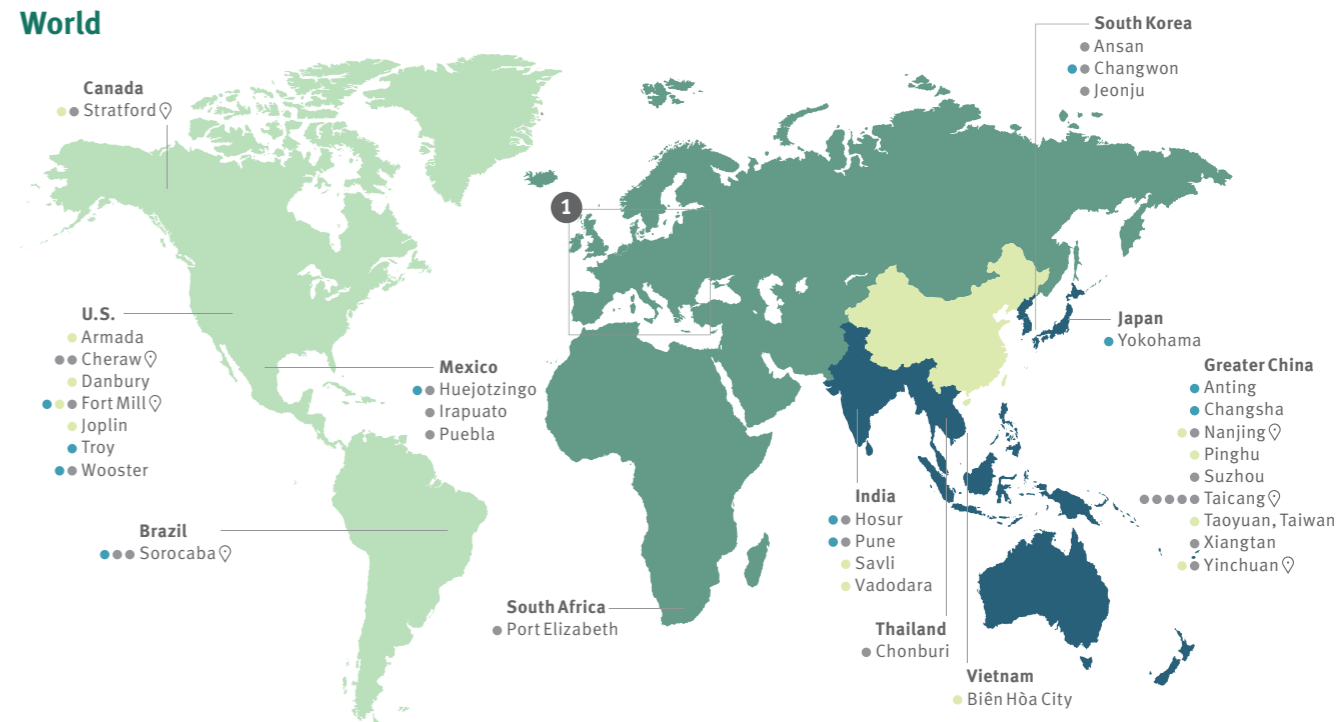 World
Canada
Stratford
U.S.
Armada
Cheraw
Danbury
Fort Mill
Joplin
Troy
Wooster
Mexico
Huejotzingo
Irapuato
Puebla
Brazil
Sorocaba
1
South Africa
Port Elizabeth
South Korea
Ansan
Changwon
Jeonju
Japan
Yokohama
Greater China
Anting
Changsha
Nanjing
Pinghu
Suzhou
Taicang
Taoyuan, Taiwan
Xiangtan
Yinchuan
India
Hosur
Pune
Savli
Vadodara
Thailand
Chonburi
Vietnam
Biên Hòa City